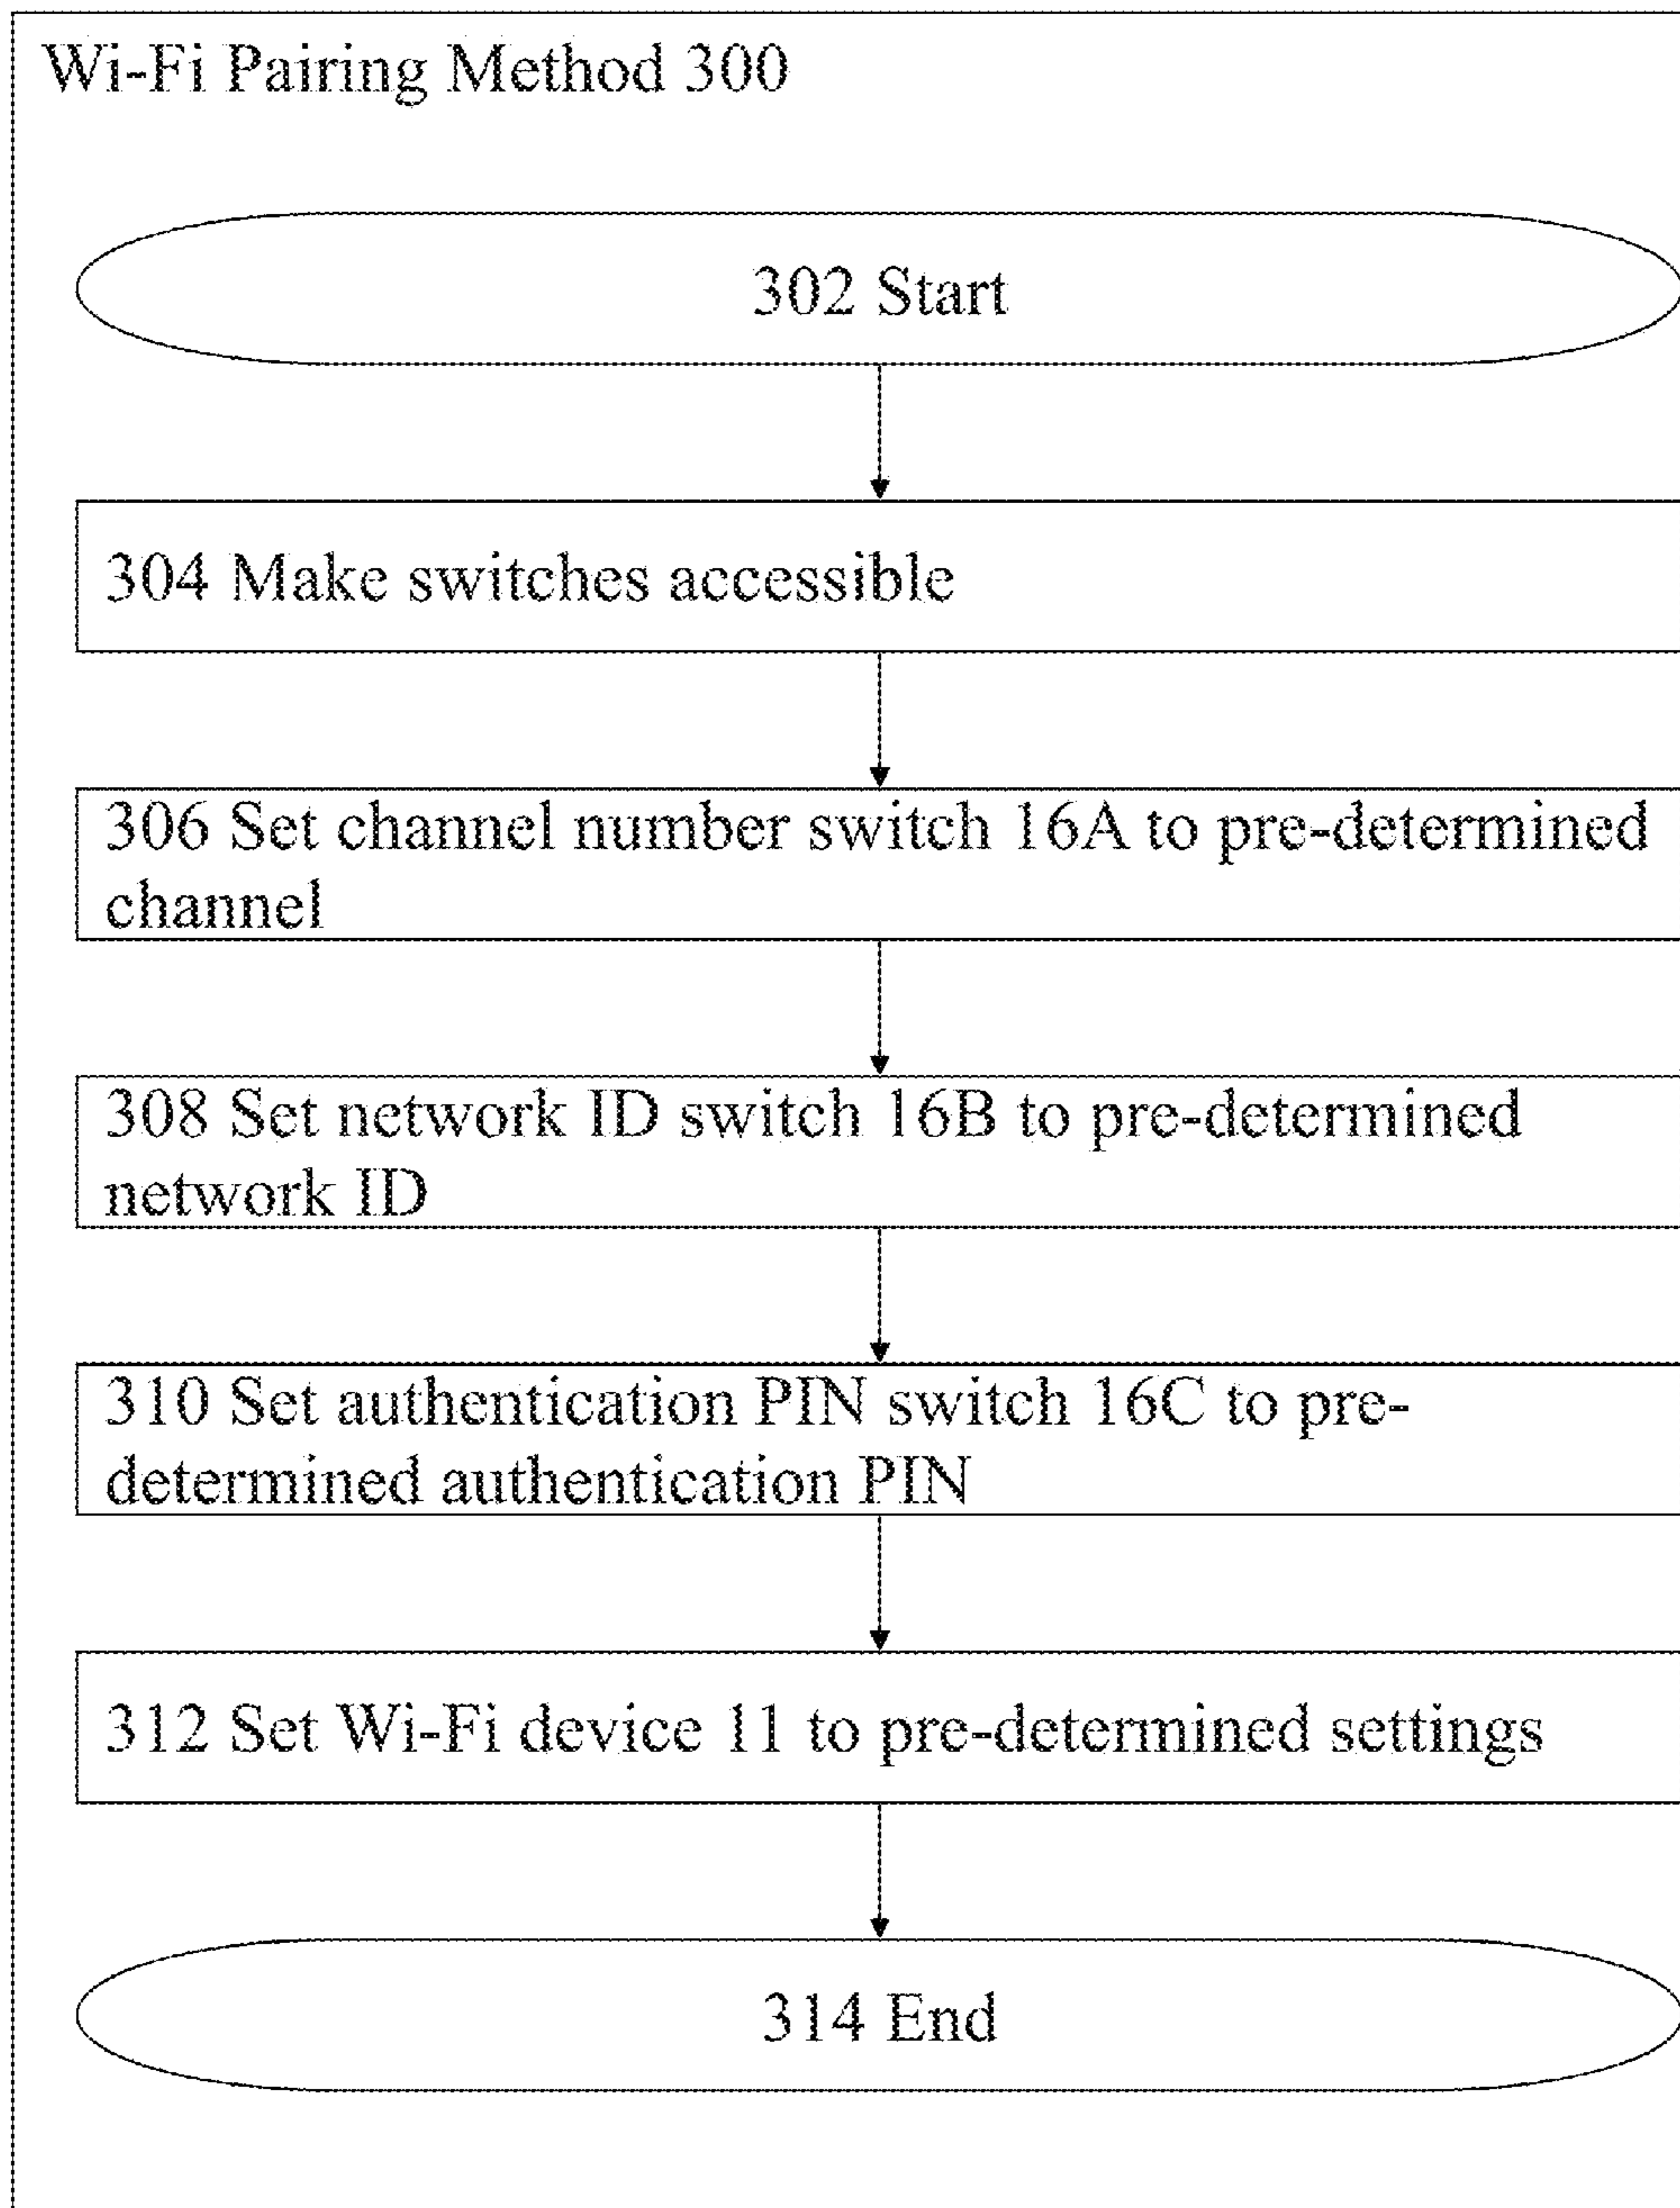 Wi-Fi Pairing Method 300
302 Start
304 Make switches accessible
306 Set channel number switch 16A to pre-determined
channel
308 Set network ID switch 16B to pre-determined
network ID
310 Set authentication PIN switch 16C to pre-
determined authentication PIN
312 Set Wi-Fi device 11 to pre-determined settings
314 End